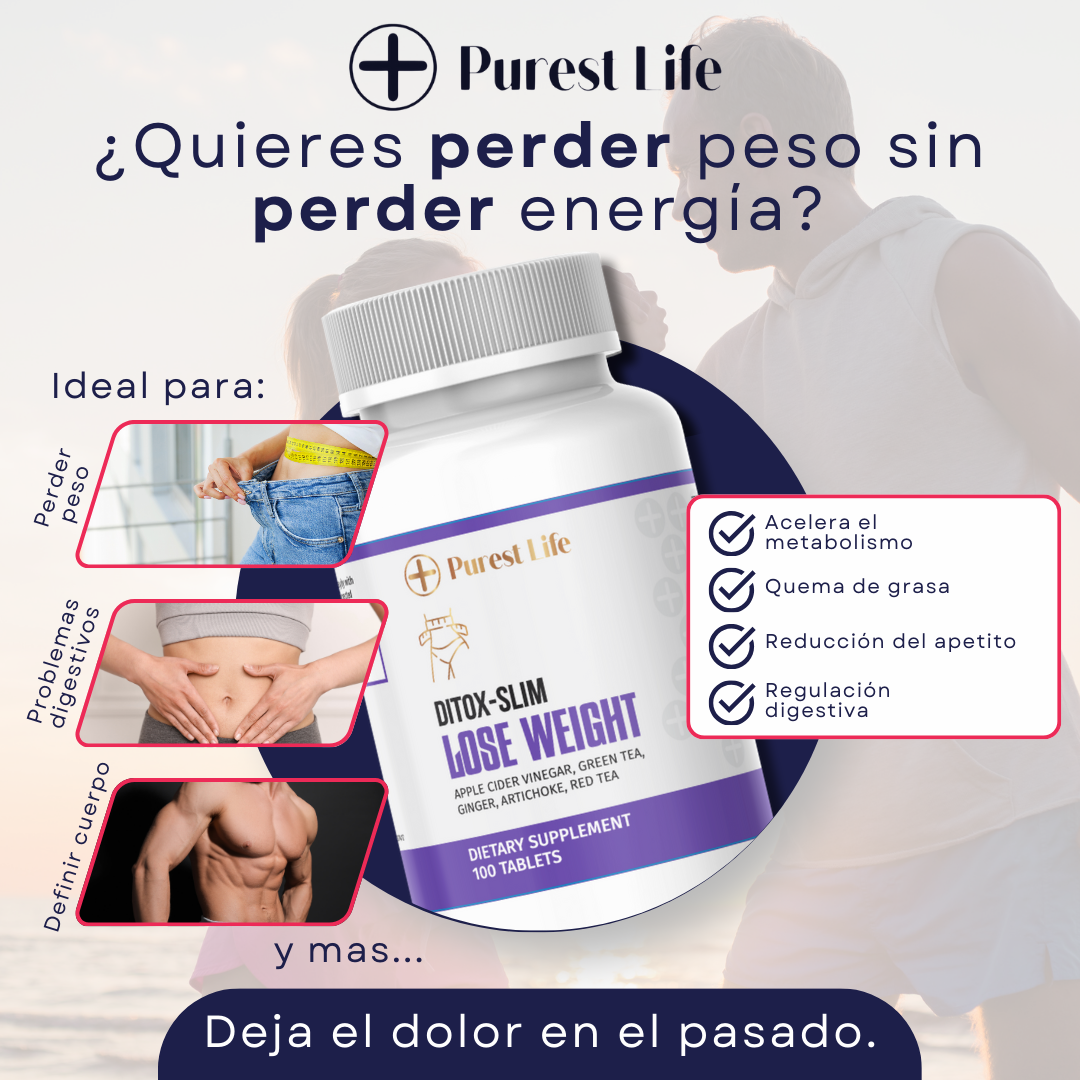 Purest Life
¿Quieres perder peso sin
perder energía?
Ideal para:
Perder
peso
Problemas
digestivos
Definir cuerpo
y mas...
Purest Life
DITOX-SLIM
LOSE WEIGHT
APPLE CIDER VINEGAR, GREEN TEA,
GINGER, ARTICHOKE, RED TEA
DIETARY SUPPLEMENT
100 TABLETS
Acelera el
metabolismo
Quema de grasa
Reducción del apetito
Regulación
digestiva
Deja el dolor en el pasado.